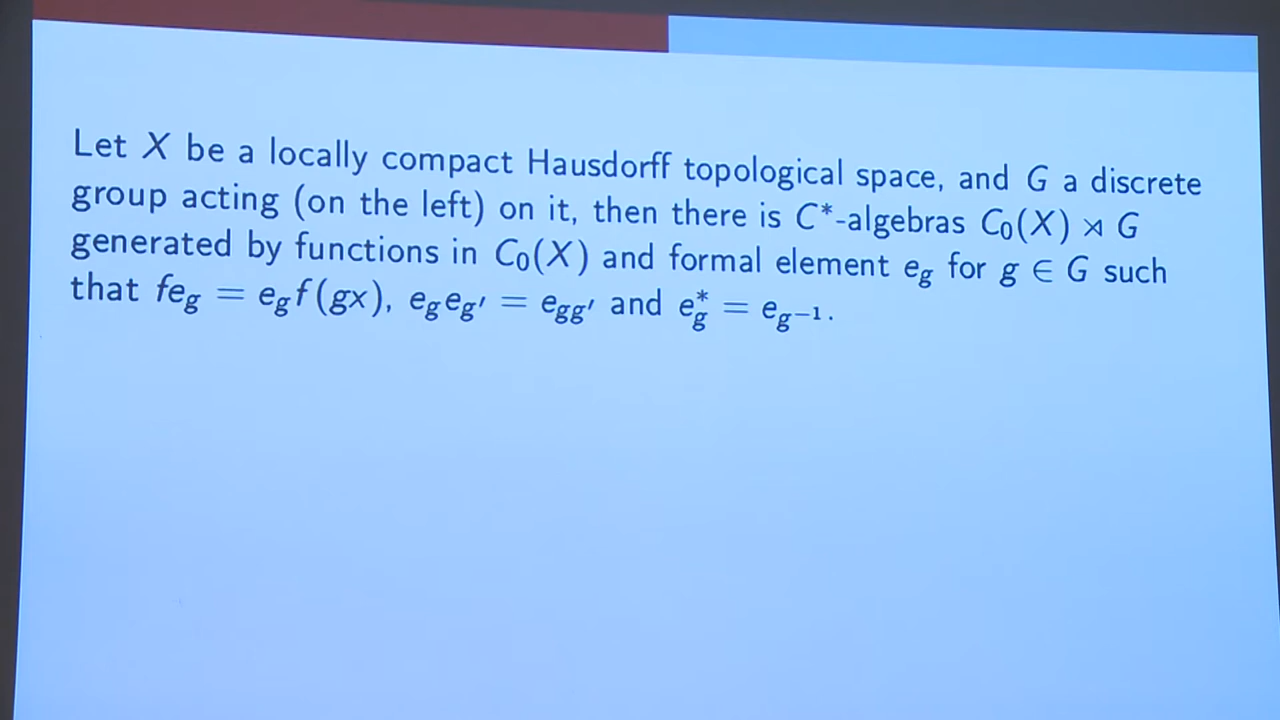 Let X be a locally compact Hausdorff topological space, and G a discrete
group acting (on the left) on it, then there is C*-algebras C₀(X) ⋊ G
generated by functions in C₀(X) and formal element e_g for g ∈ G such
that fe_g = e_g f(gx), e_g e_g′ = e_gg′ and e_g^* = e_g⁻¹.